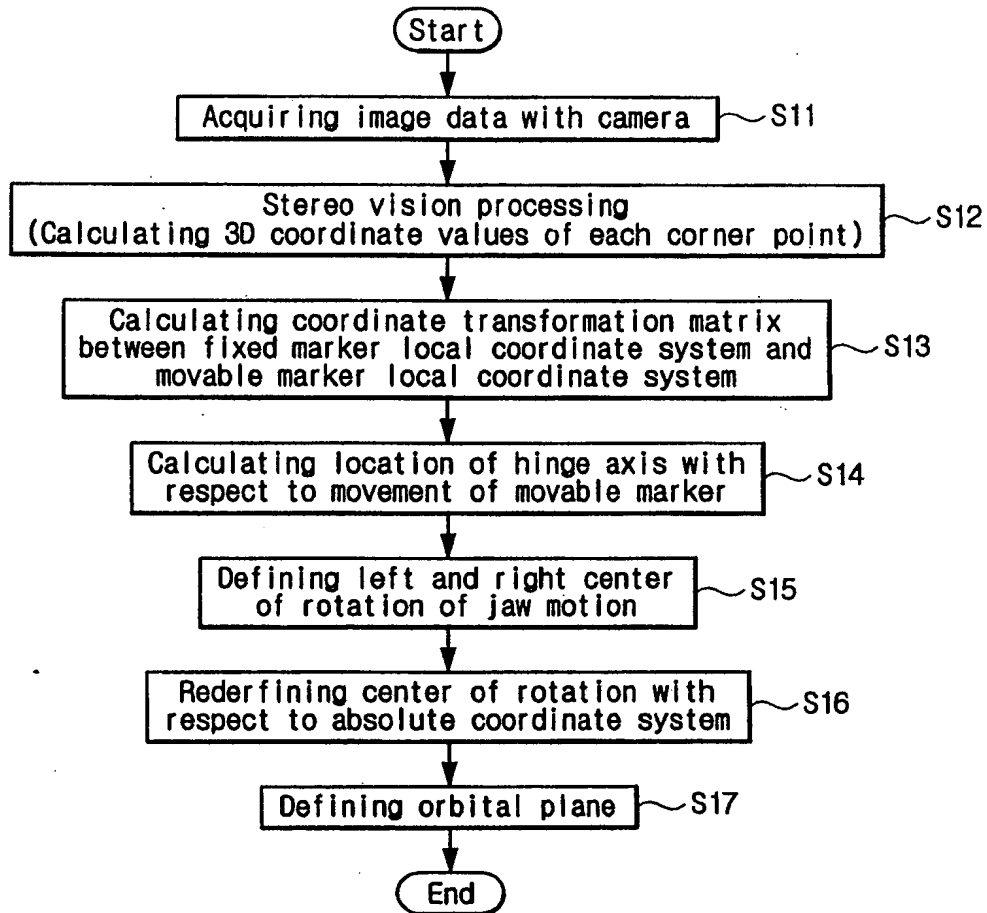 Start
Acquiring image data with camera
S11
Stereo vision processing
(Calculating 3D coordinate values of each corner point)
S12
Calculating coordinate transformation matrix
between fixed marker local coordinate system and
movable marker local coordinate system
S13
Calculating location of hinge axis with
respect to movement of movable marker
S14
Defining left and right center
of rotation of jaw motion
S15
Rederfining center of rotation with
respect to absolute coordinate system
S16
Defining orbital plane
S17
End